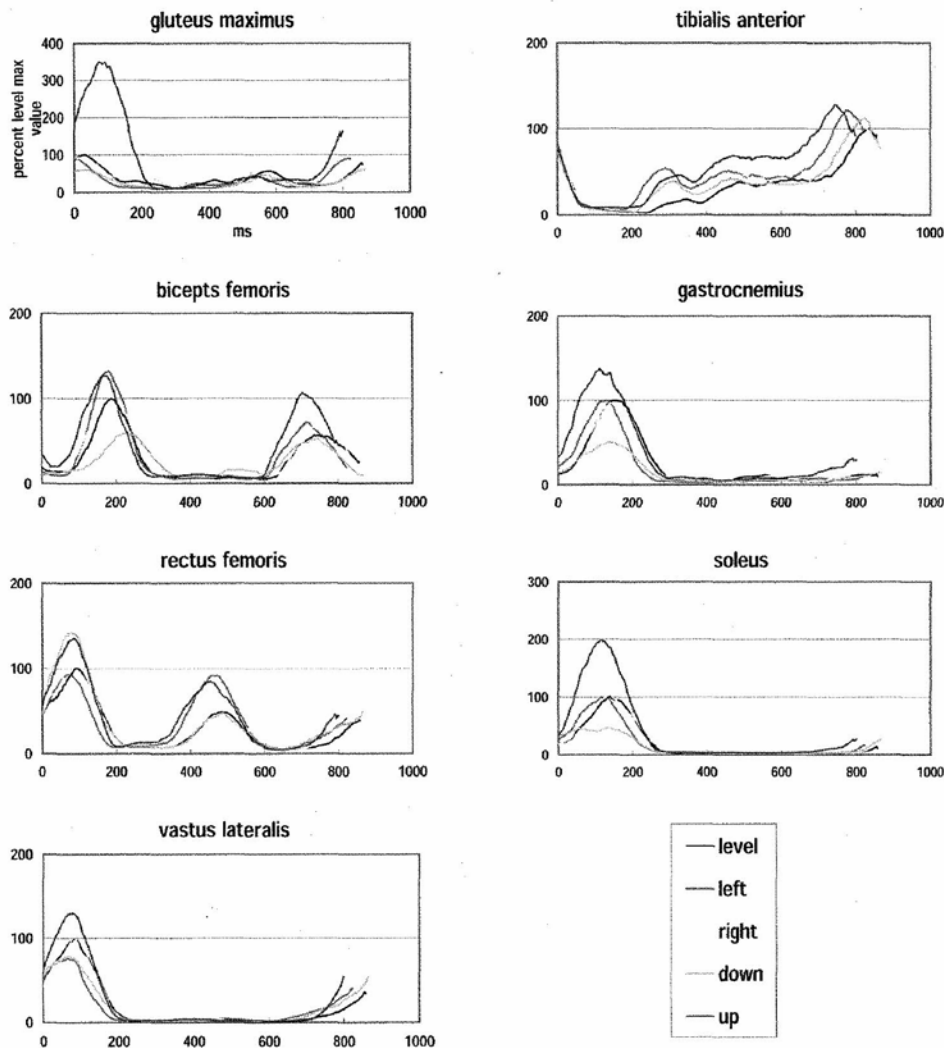 gluteus maximus
percent level max
value
400
300
200
100
0
0 200 400 600 800 1000
ms
tibialis anterior
200
100
0
0 200 400 600 800 1000
bicepts femoris
200
100
0
0 200 400 600 800 1000
gastrocnemius
200
100
0
0 200 400 600 800 1000
rectus femoris
200
100
0
0 200 400 600 800 1000
soleus
300
200
100
0
0 200 400 600 800 1000
vastus lateralis
200
100
0
0 200 400 600 800 1000
level
left
right
down
up